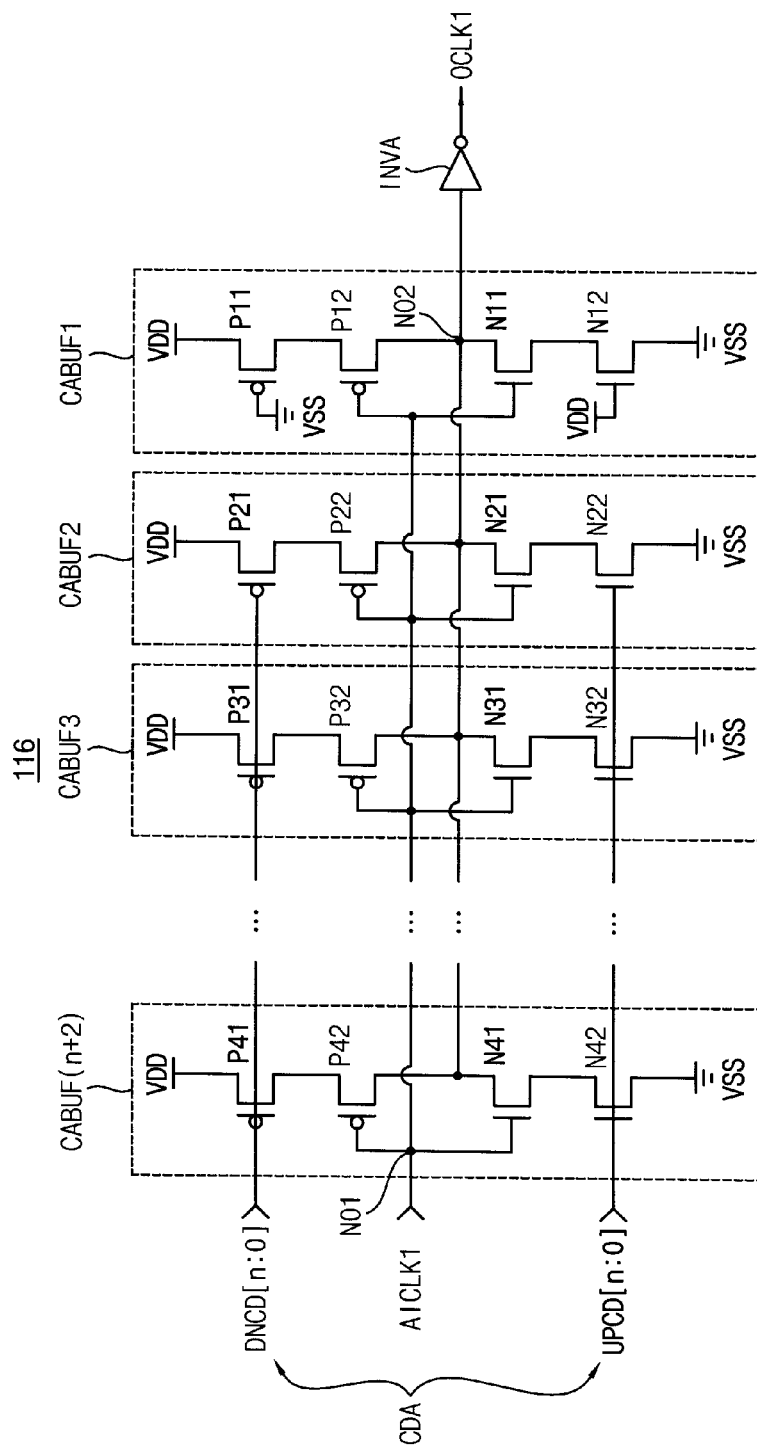 116
CABUF(n+2)
CABUF3
CABUF2
CABUF1
VDD
VDD
VDD
VDD
P41
P31
P21
P11
DNCD[n:0]
...
VSS
P42
P32
P22
P12
N01
N02
INVA
AICLK1
...
OCLK1
...
CDA
N41
N31
N21
N11
VDD
N42
N32
N22
N12
UPCD[n:0]
...
VSS
VSS
VSS
VSS